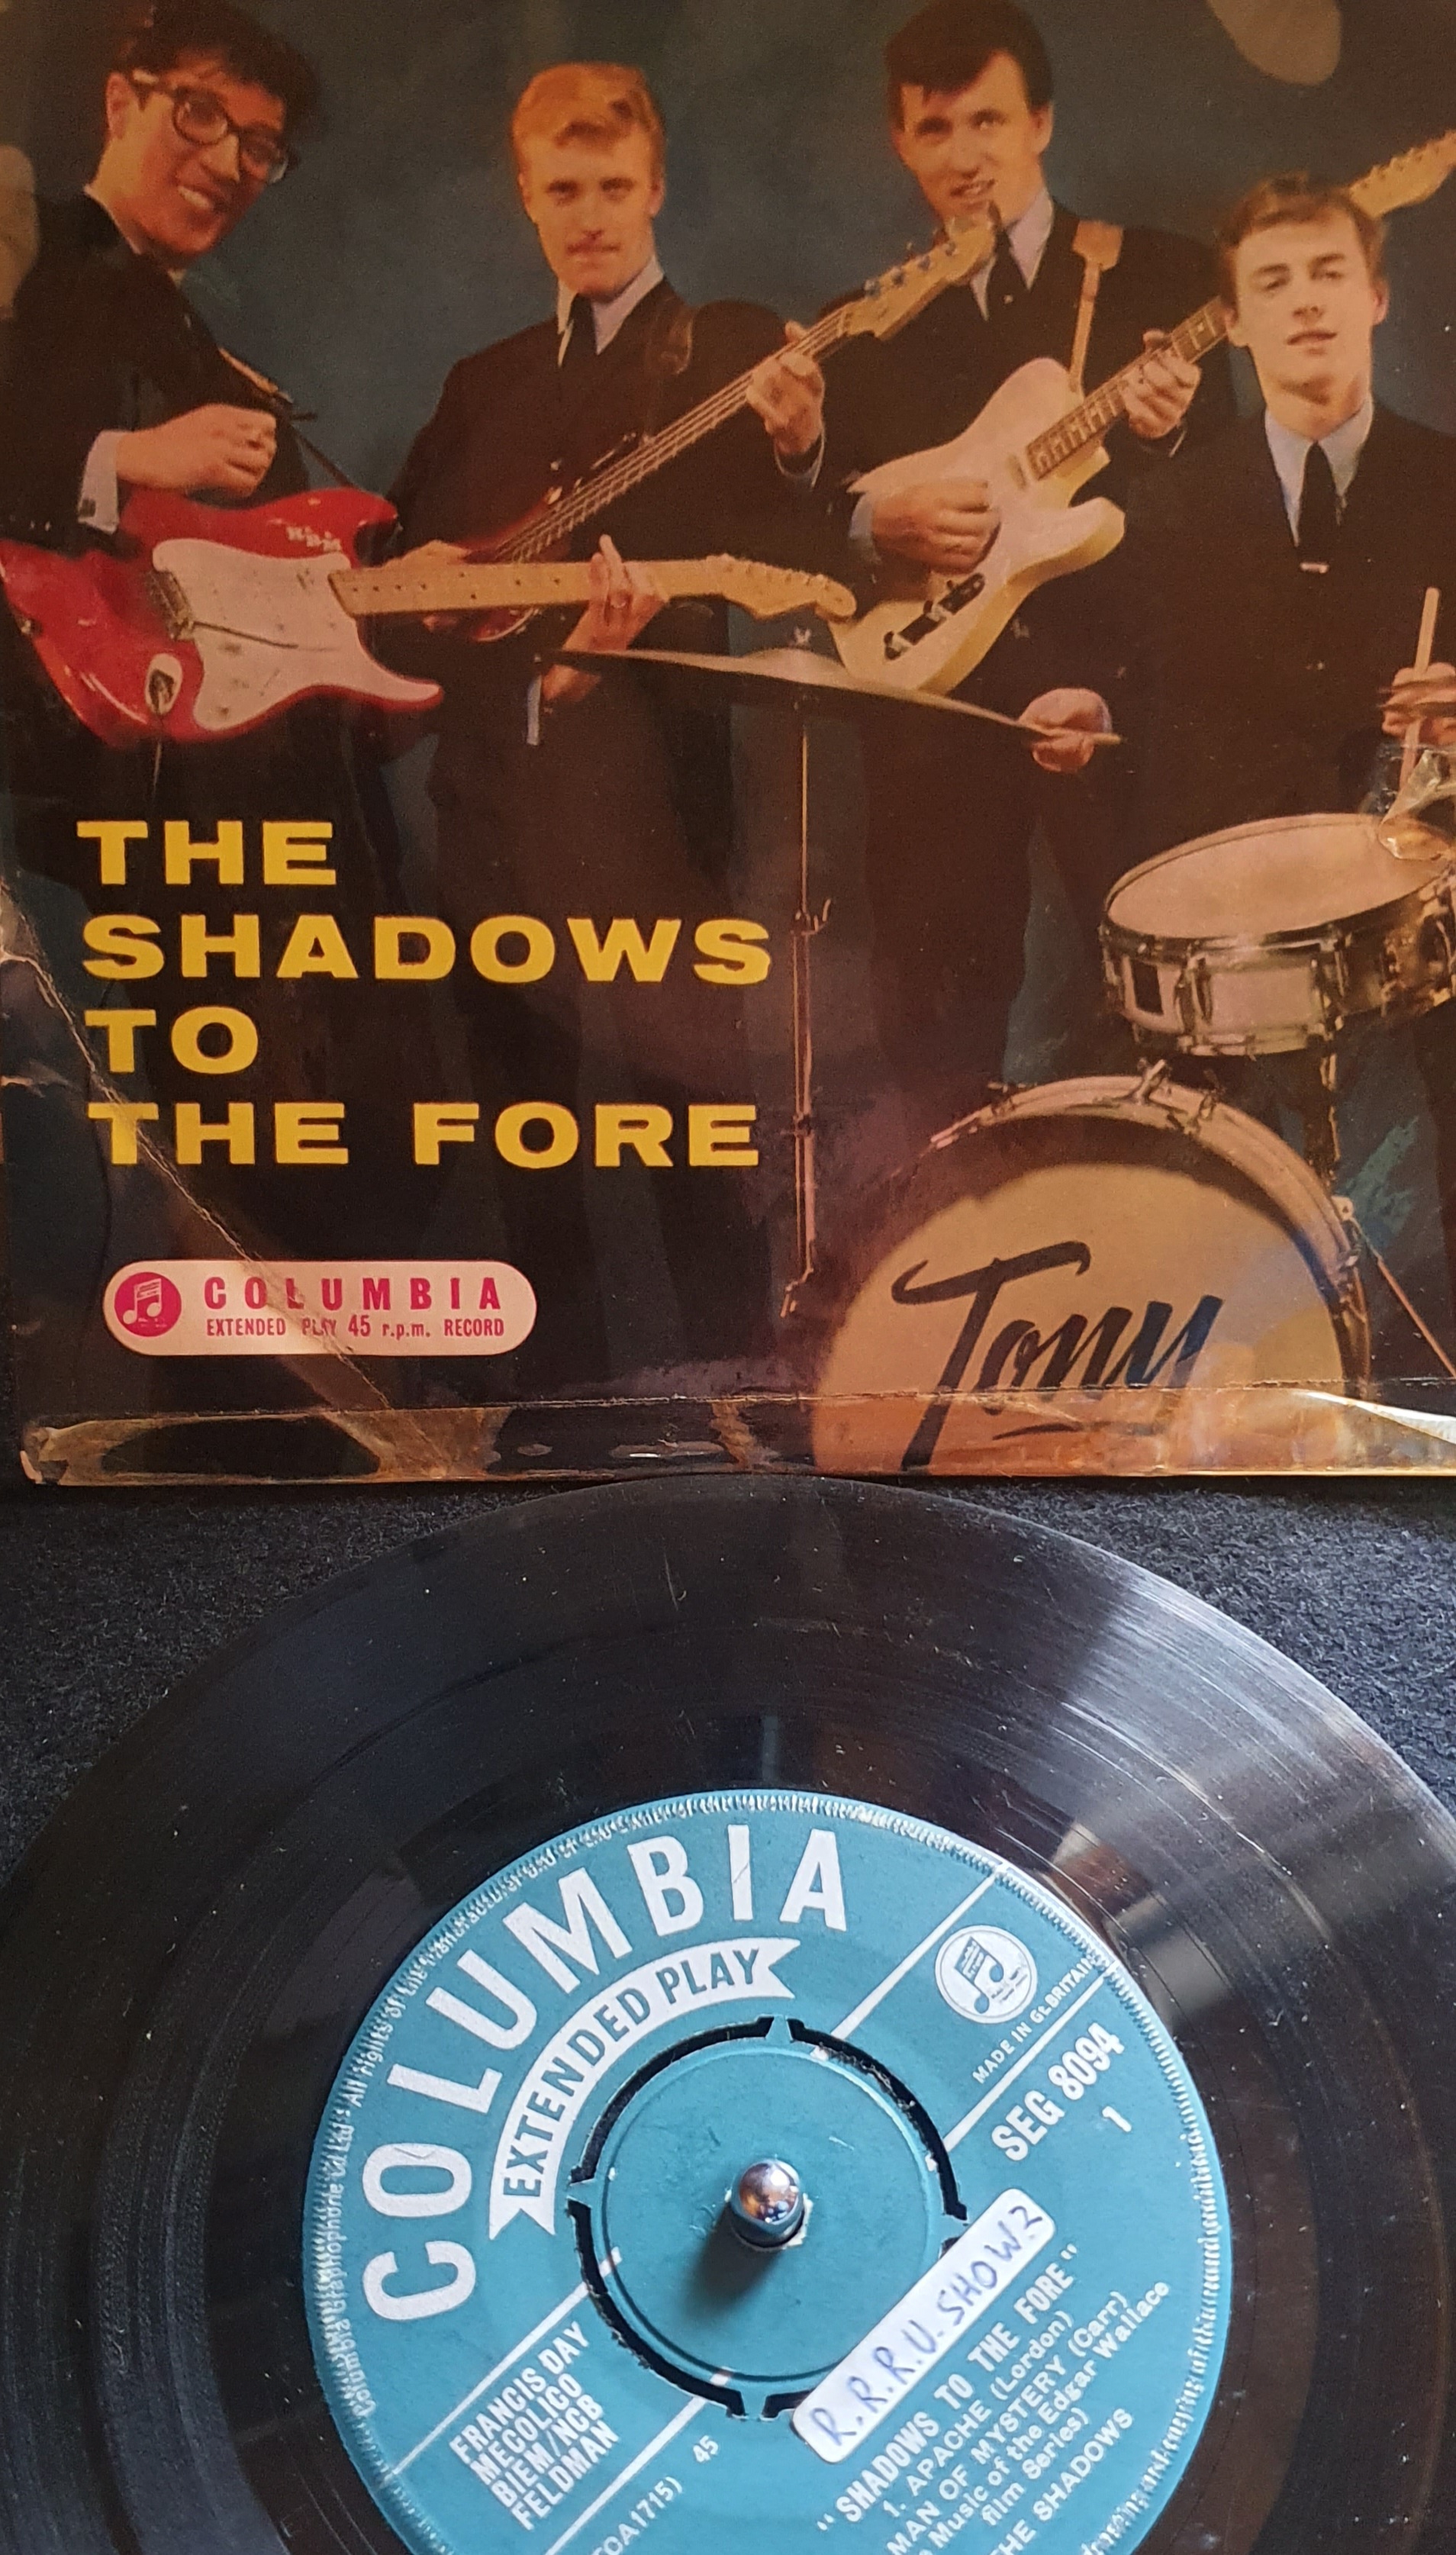 THE
SHADOWS
TO
THE FORE
COLUMBIA
EXTENDED PLAY 45 r.p.m. RECORD
Tony
COLUMBIA
EXTENDED PLAY
MADE IN GT. BRITAIN
SEG 8094
1
R.R.R.U. SHOW 2
FRANCIS DAY
MECOLICO
BIEM/NCB
FELDMAN
45
"SHADOWS TO THE FORE"
1. APACHE (Lordon)
MAN OF MYSTERY (Carr)
Music of the Edgar Wallace
film Series)
THE SHADOWS